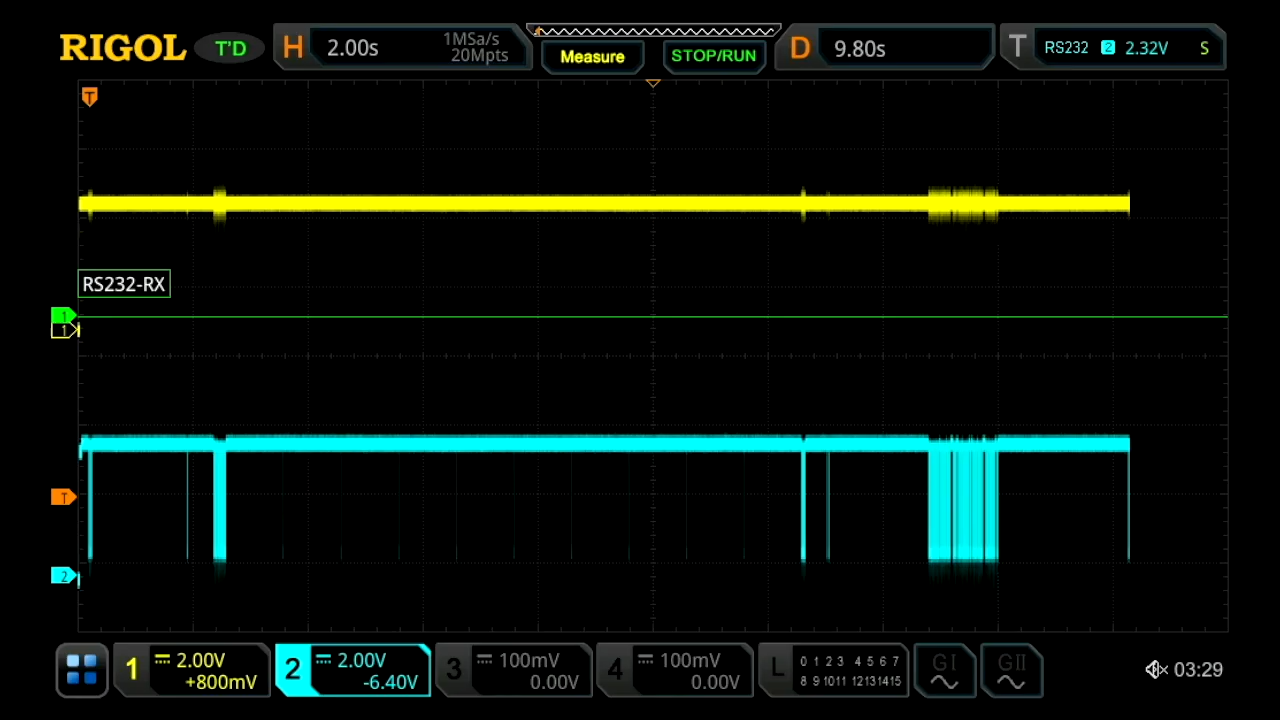 RIGOL T'D H 2.00s 1MSa/s 20Mpts Measure STOP/RUN D 9.80s T RS232 2 2.32V S
T
RS232-RX
1
1
T
2
1 2.00V +800mV 2 2.00V -6.40V 3 100mV 0.00V 4 100mV 0.00V L 0 1 2 3 4 5 6 7 8 9 10 11 12 13 14 15 GI GII 03:29